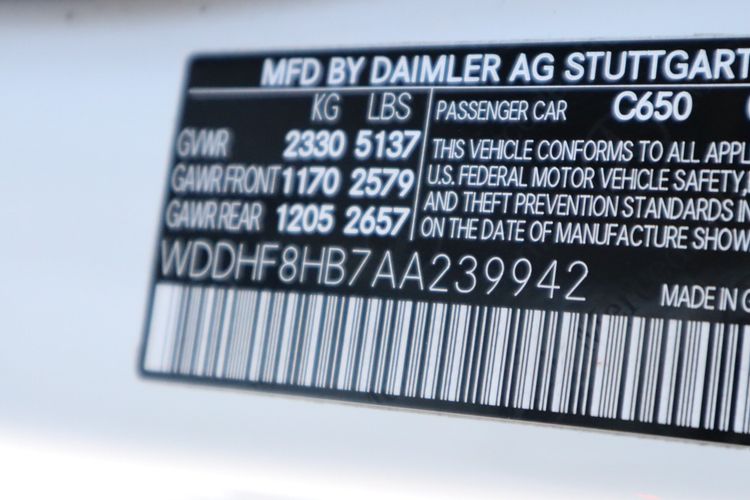 MFD BY DAIMLER AG STUTTGART
KG LBS
GVWR 2330 5137
GAWR FRONT 1170 2579
GAWR REAR 1205 2657
PASSENGER CAR C650
THIS VEHICLE CONFORMS TO ALL APPL
U.S. FEDERAL MOTOR VEHICLE SAFETY,
AND THEFT PREVENTION STANDARDS IN
ON THE DATE OF MANUFACTURE SHOW
WDDHF8HB7AA239942
MADE IN G